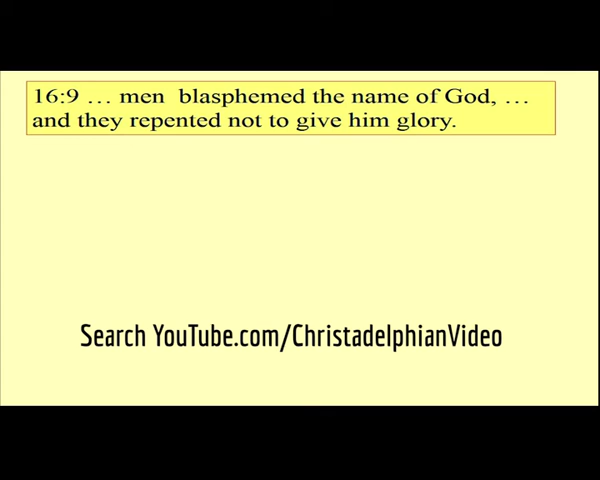 16:9 … men blasphemed the name of God, …
and they repented not to give him glory.
Search YouTube.com/ChristadelphianVideo